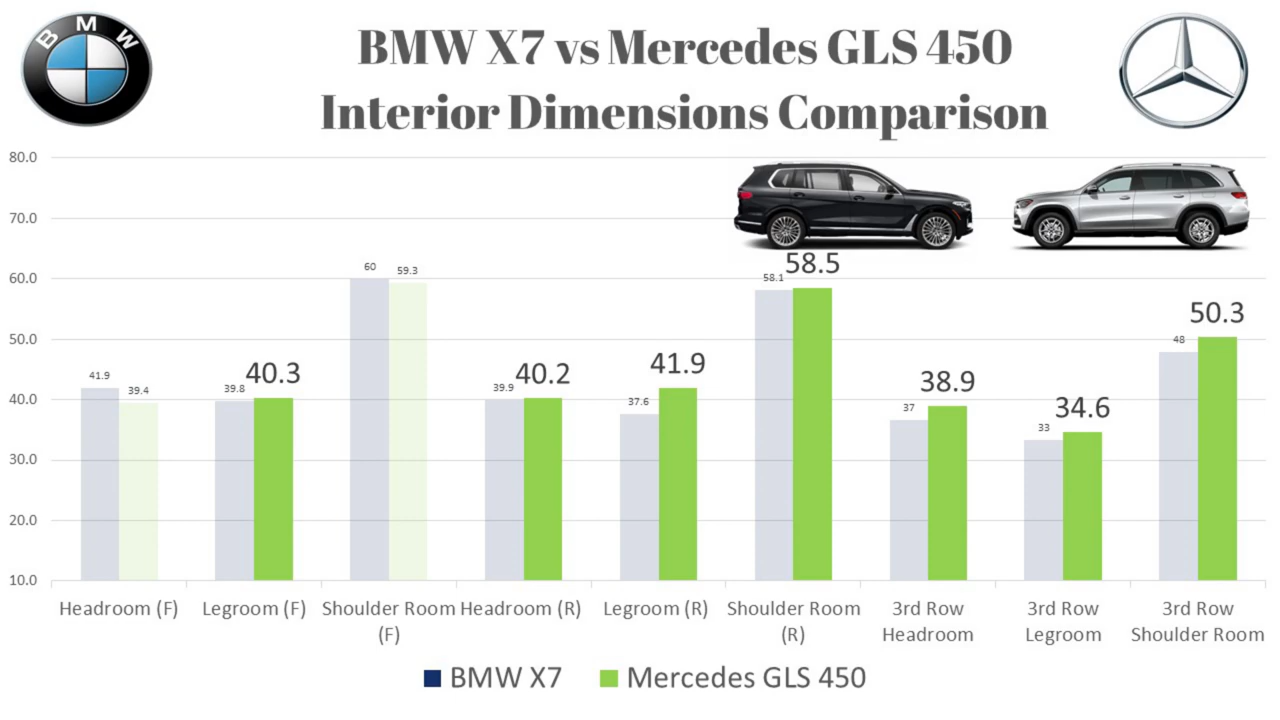 BMW
BMW X7 vs Mercedes GLS 450
Interior Dimensions Comparison
80.0
70.0
60.0
50.0
40.0
30.0
20.0
10.0
41.9
39.4
39.8
40.3
60
59.3
39.9
40.2
37.6
41.9
58.1
58.5
37
38.9
33
34.6
48
50.3
Headroom (F)
Legroom (F)
Shoulder Room
(F)
Headroom (R)
Legroom (R)
Shoulder Room
(R)
3rd Row
Headroom
3rd Row
Legroom
3rd Row
Shoulder Room
BMW X7
Mercedes GLS 450